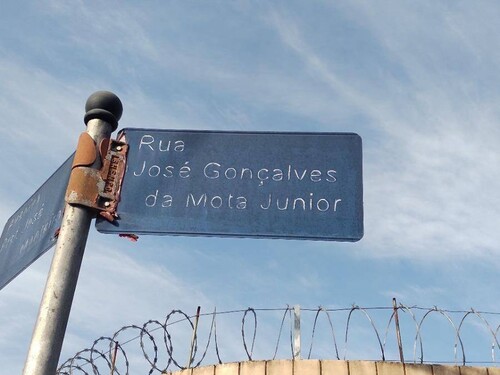 Rua
José Gonçalves
da Mota Junior